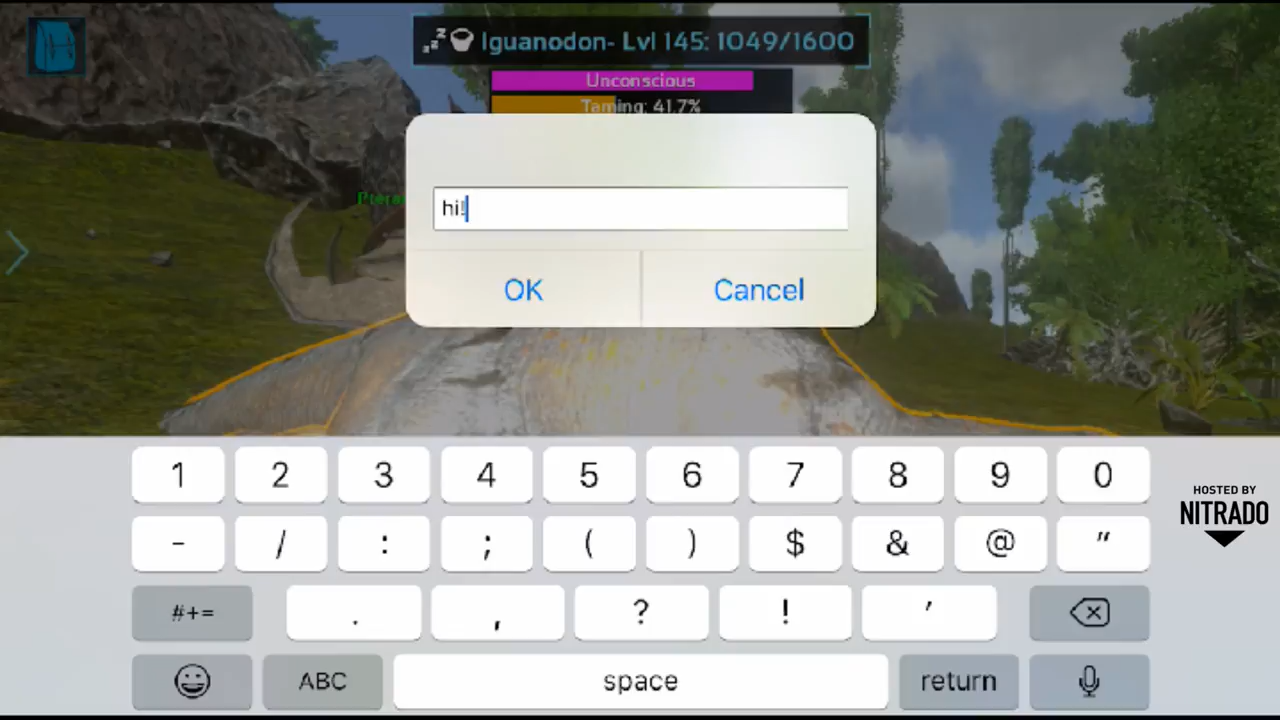 Iguanodon- Lvl 145: 1049/1600
Unconscious
Taming: 41.7%
Ptera
hi!
OK Cancel
1 2 3 4 5 6 7 8 9 0
- / : ; ( ) $ & @ "
#+= . , ? ! '
ABC space return
HOSTED BY
NITRADO